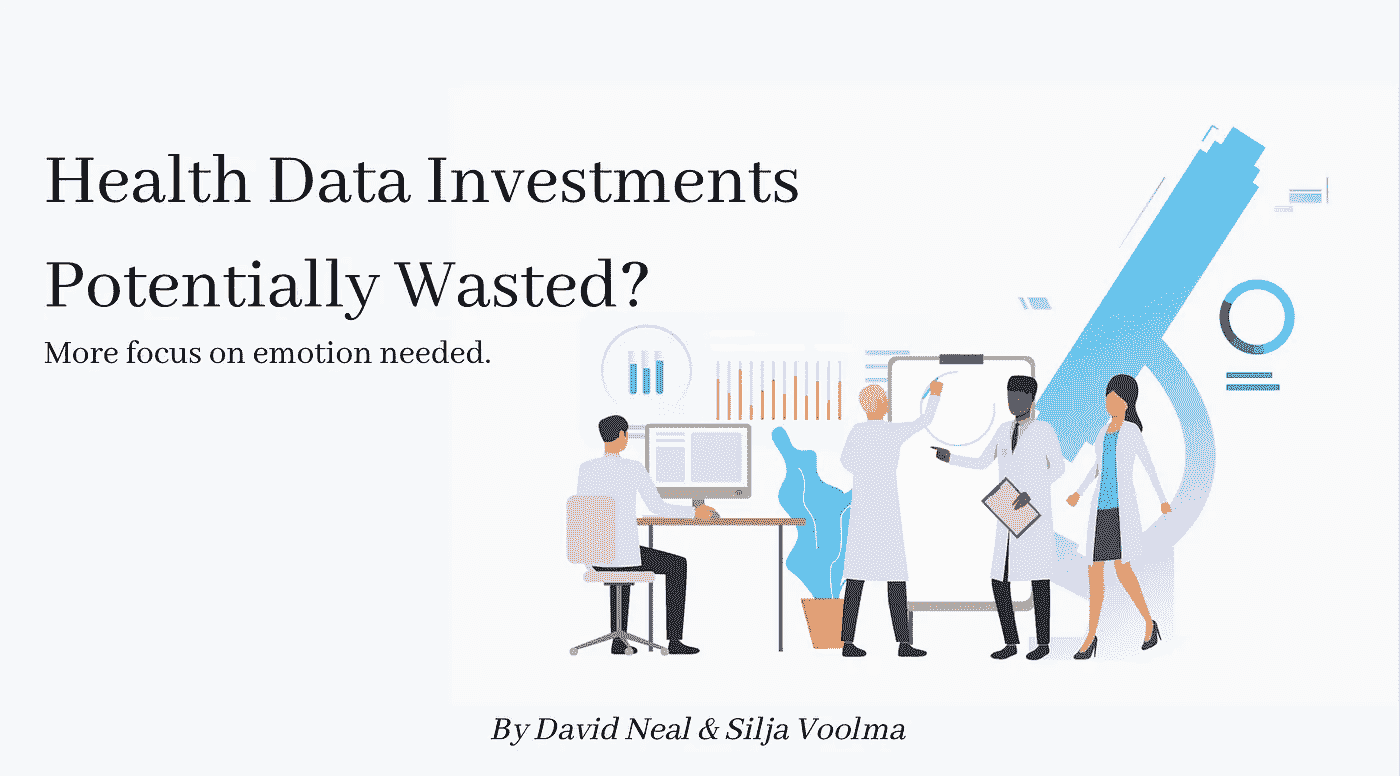 Health Data Investments
Potentially Wasted?
More focus on emotion needed.
By David Neal & Silja Voolma